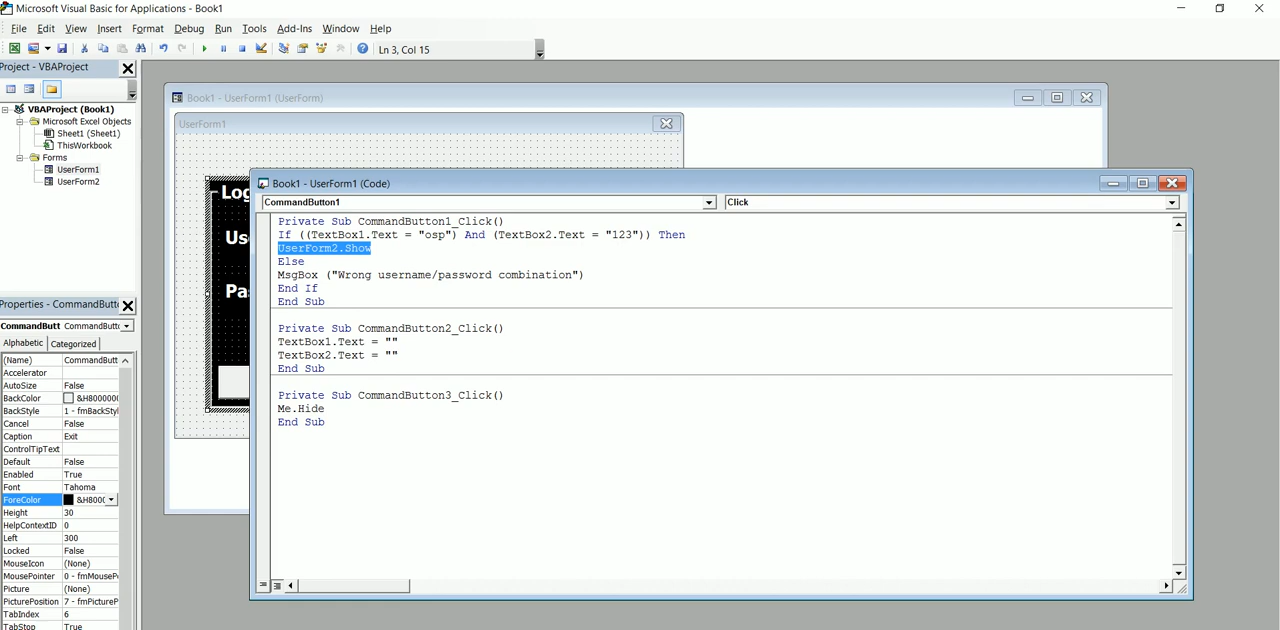 Microsoft Visual Basic for Applications - Book1
File Edit View Insert Format Debug Run Tools Add-Ins Window Help
Ln 3, Col 15
Project - VBAProject
VBAProject (Book1)
Microsoft Excel Objects
Sheet1 (Sheet1)
ThisWorkbook
Forms
UserForm1
UserForm2
Book1 - UserForm1 (UserForm)
UserForm1
Log
Us
Pa
Book1 - UserForm1 (Code)
CommandButton1 Click
Private Sub CommandButton1_Click()
If ((TextBox1.Text = "osp") And (TextBox2.Text = "123")) Then
UserForm2.Show
Else
MsgBox ("Wrong username/password combination")
End If
End Sub
Private Sub CommandButton2_Click()
TextBox1.Text = ""
TextBox2.Text = ""
End Sub
Private Sub CommandButton3_Click()
Me.Hide
End Sub
Properties - CommandButt
CommandButt CommandButt
Alphabetic Categorized
(Name) CommandButt
Accelerator
AutoSize False
BackColor &H8000000
BackStyle 1 - fmBackStyl
Cancel False
Caption Exit
ControlTipText
Default False
Enabled True
Font Tahoma
ForeColor &H800(
Height 30
HelpContextID 0
Left 300
Locked False
MouseIcon (None)
MousePointer 0 - fmMouseP
Picture (None)
PicturePosition 7 - fmPictureP
TabIndex 6
TabStop True